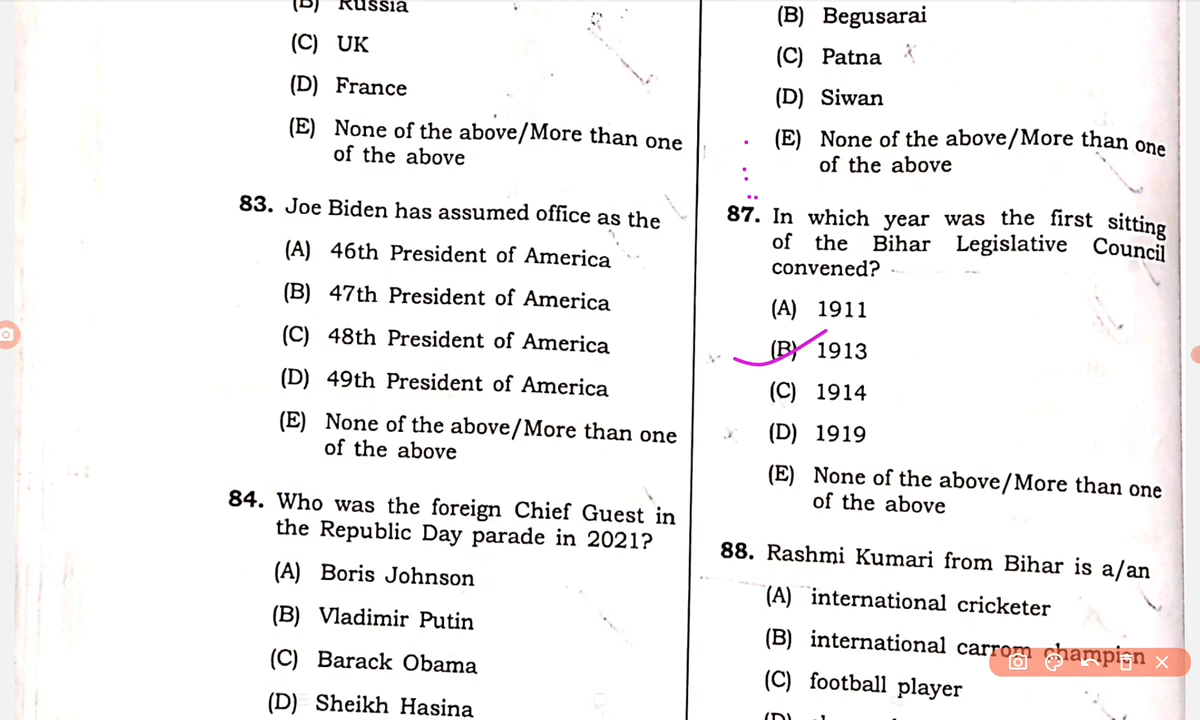 (B) Russia
(C) UK
(D) France
(E) None of the above/More than one
of the above
83. Joe Biden has assumed office as the
(A) 46th President of America
(B) 47th President of America
(C) 48th President of America
(D) 49th President of America
(E) None of the above/More than one
of the above
84. Who was the foreign Chief Guest in
the Republic Day parade in 2021?
(A) Boris Johnson
(B) Vladimir Putin
(C) Barack Obama
(D) Sheikh Hasina
(B) Begusarai
(C) Patna
(D) Siwan
(E) None of the above/More than one
of the above
87. In which year was the first sitting
of the Bihar Legislative Council
convened?
(A) 1911
(B) 1913
(C) 1914
(D) 1919
(E) None of the above/More than one
of the above
88. Rashmi Kumari from Bihar is a/an
(A) international cricketer
(B) international carrom champion
(C) football player
(D)